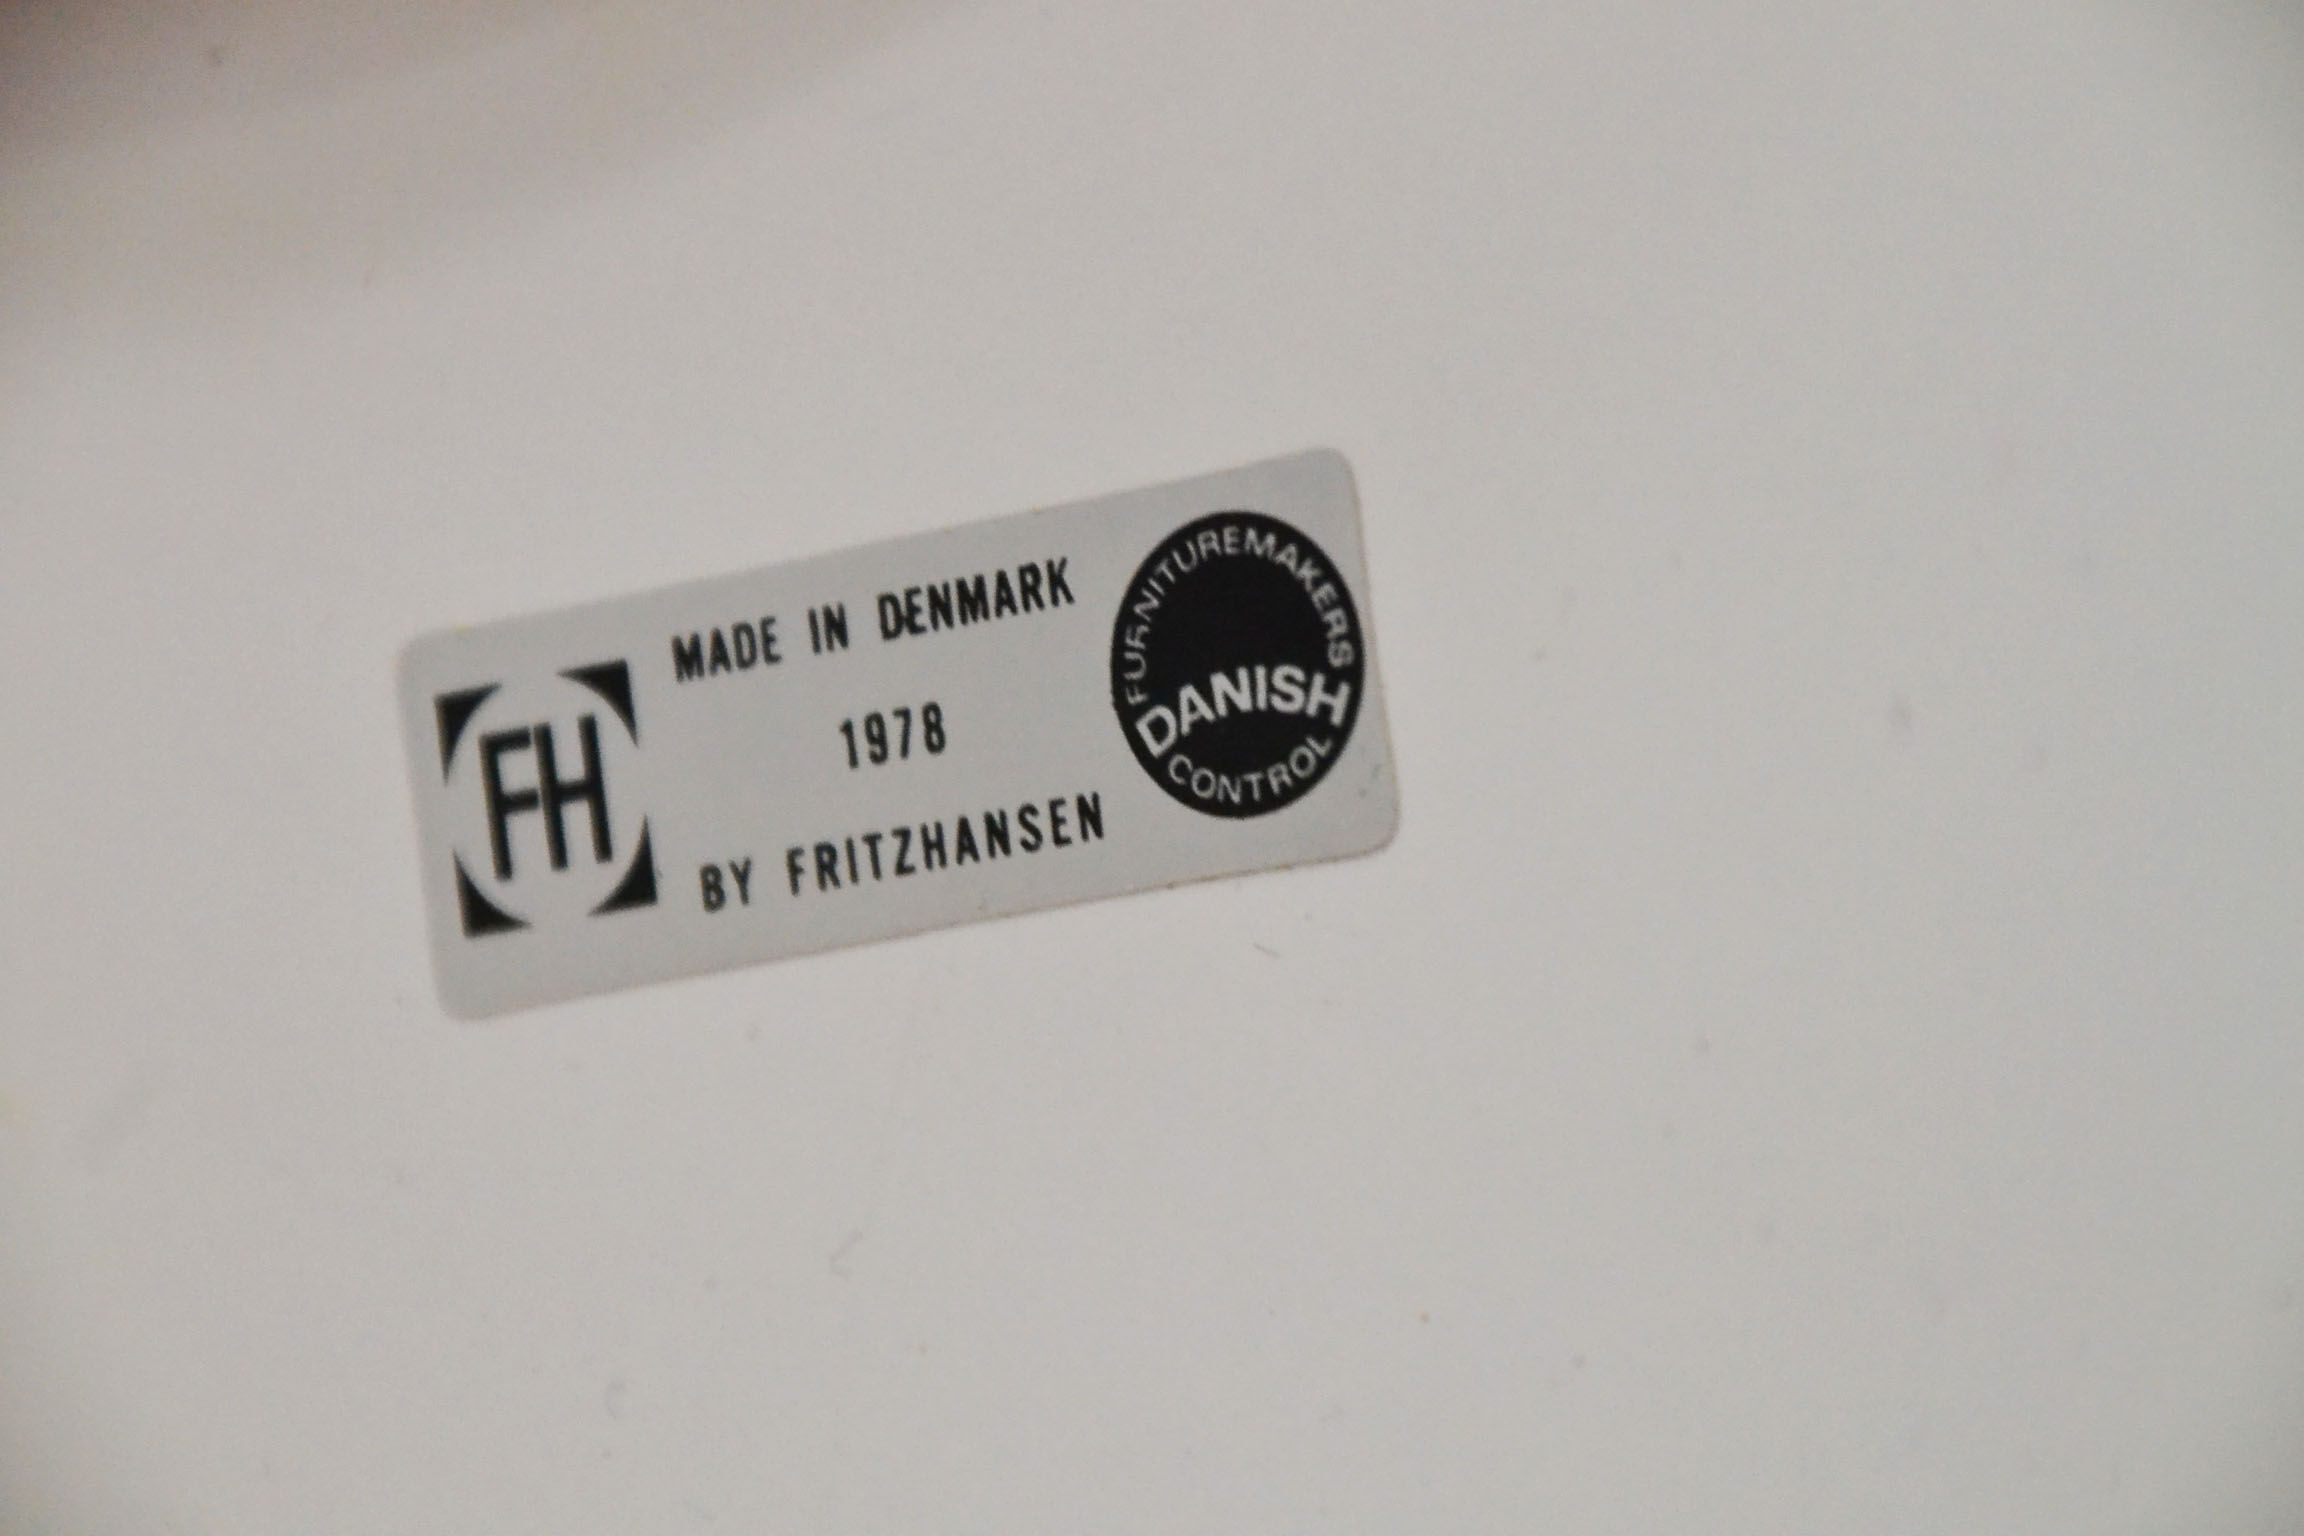 FH
MADE IN DENMARK
1978
BY FRITZHANSEN
FURNITUREMAKERS
DANISH
CONTROL